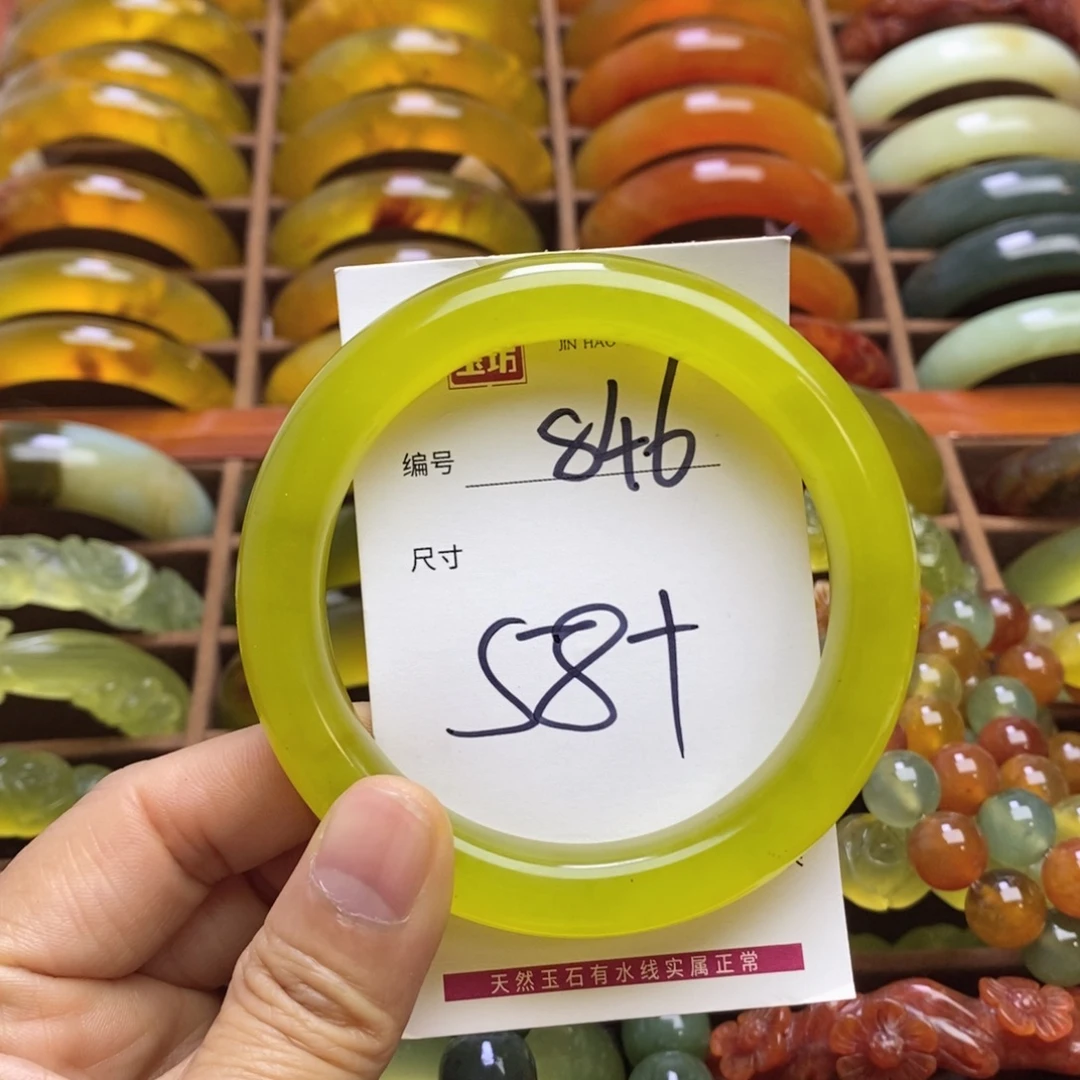 玉坊
JIN HAO
编号 846
尺寸
58+
天然玉石有水线实属正常